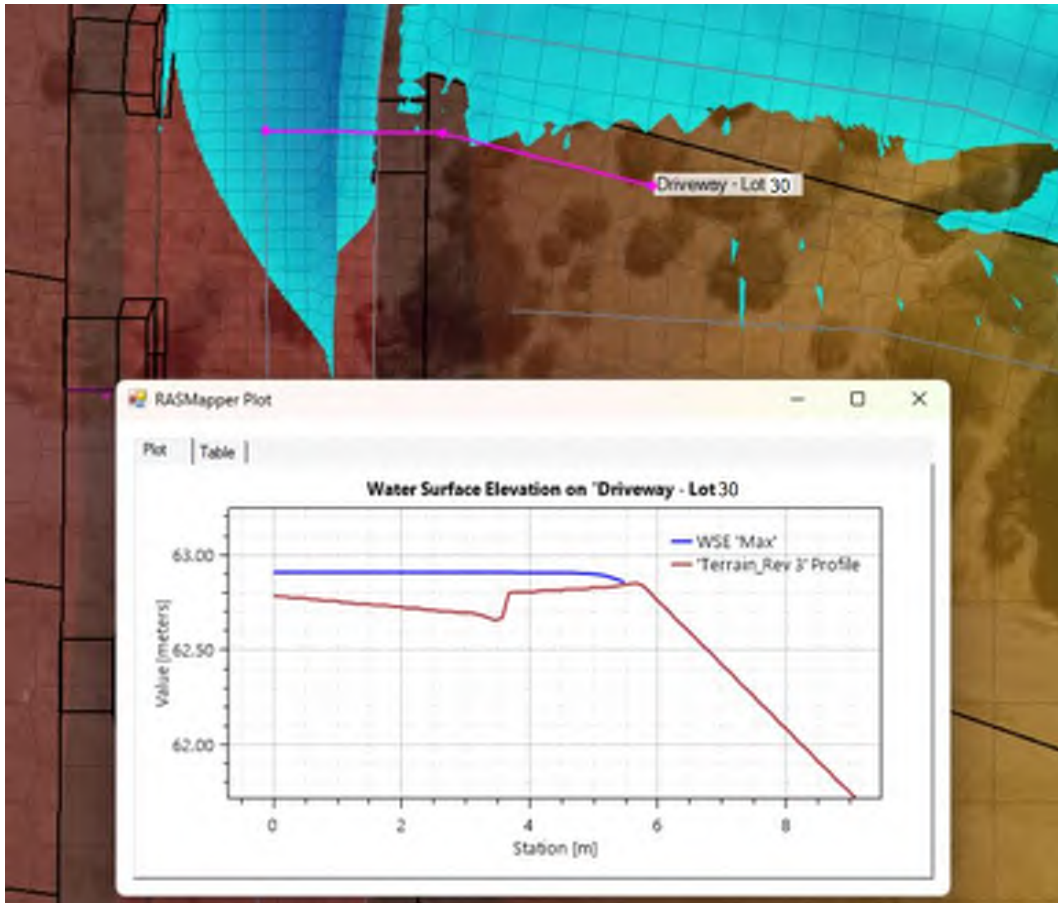 Driveway - Lot 30
RASMapper Plot
Plot
Table
Water Surface Elevation on "Driveway - Lot 30
WSE 'Max'
'Terrain_Rev 3' Profile
Value [meters]
63.00
62.50
62.00
0 2 4 6 8
Station [m]